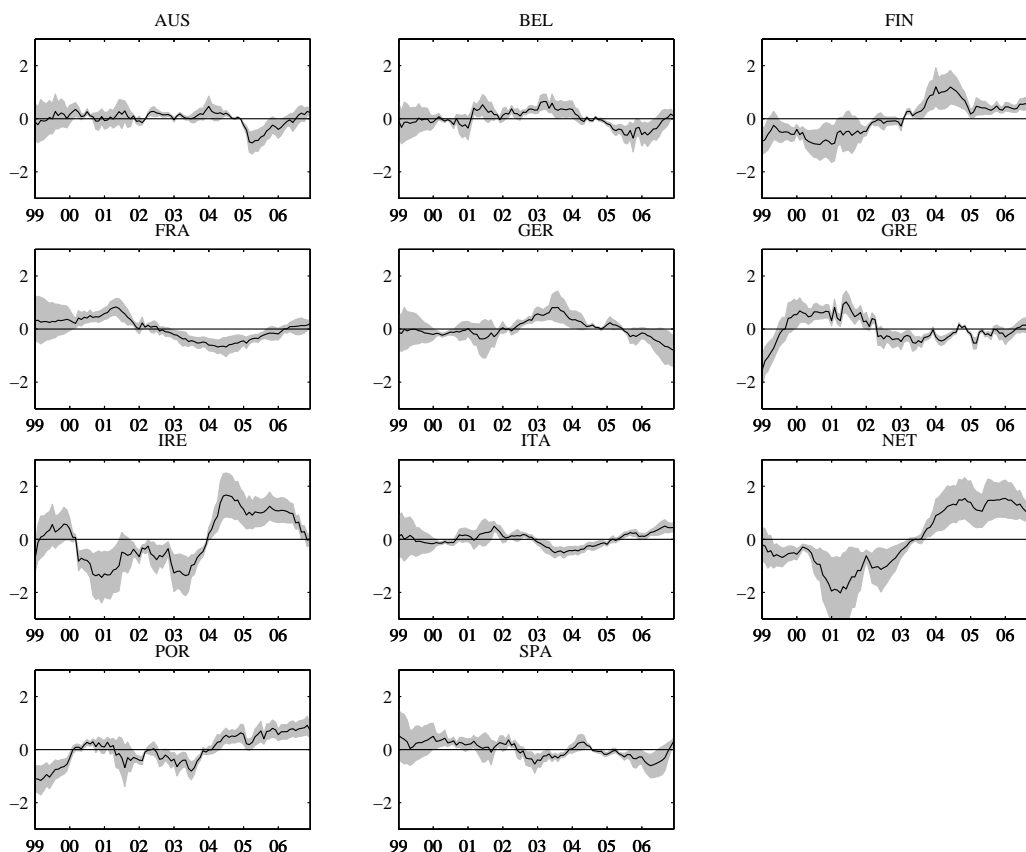 AUS BEL FIN
2 2 2
0 0 0
−2 −2 −2
99 00 01 02 03 04 05 06 99 00 01 02 03 04 05 06 99 00 01 02 03 04 05 06
FRA GER GRE
2 2 2
0 0 0
−2 −2 −2
99 00 01 02 03 04 05 06 99 00 01 02 03 04 05 06 99 00 01 02 03 04 05 06
IRE ITA NET
2 2 2
0 0 0
−2 −2 −2
99 00 01 02 03 04 05 06 99 00 01 02 03 04 05 06 99 00 01 02 03 04 05 06
POR SPA
2 2
0 0
−2 −2
99 00 01 02 03 04 05 06 99 00 01 02 03 04 05 06